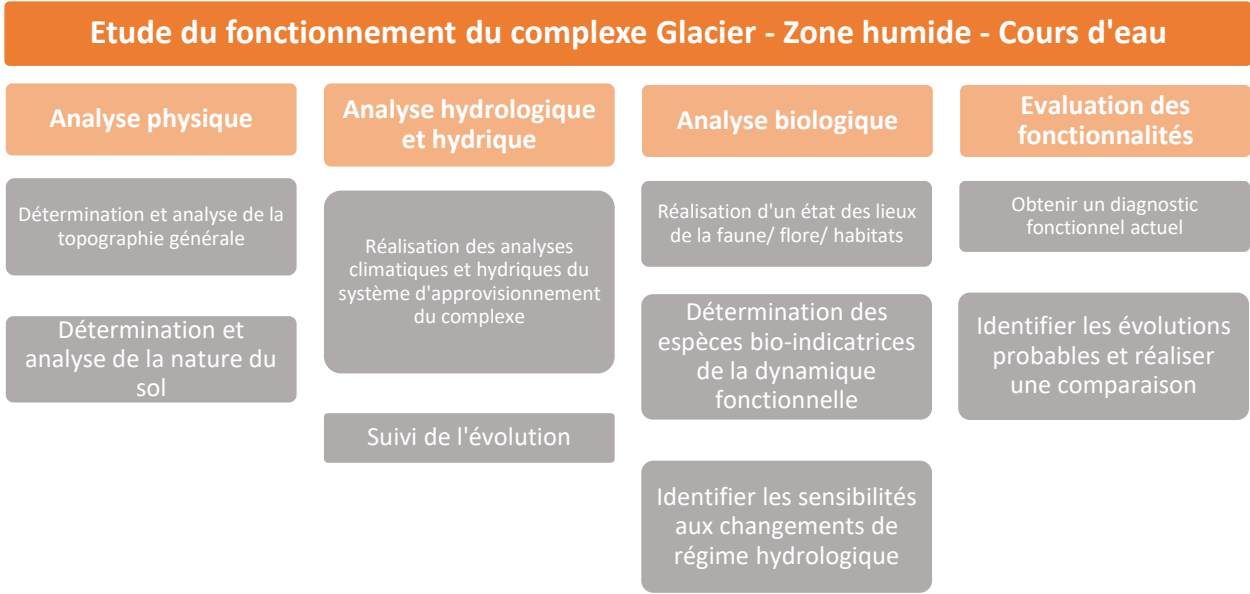 Etude du fonctionnement du complexe Glacier - Zone humide - Cours d'eau
Analyse physique
Détermination et analyse de la
topographie générale
Détermination et
analyse de la nature du
sol
Analyse hydrologique
et hydrique
Réalisation des analyses
climatiques et hydriques du
système d'approvisionnement
du complexe
Suivi de l'évolution
Analyse biologique
Réalisation d'un état des lieux
de la faune/ flore/ habitats
Détermination des
espèces bio-indicatrices
de la dynamique
fonctionnelle
Identifier les sensibilités
aux changements de
régime hydrologique
Evaluation des
fonctionnalités
Obtenir un diagnostic
fonctionnel actuel
Identifier les évolutions
probables et réaliser
une comparaison